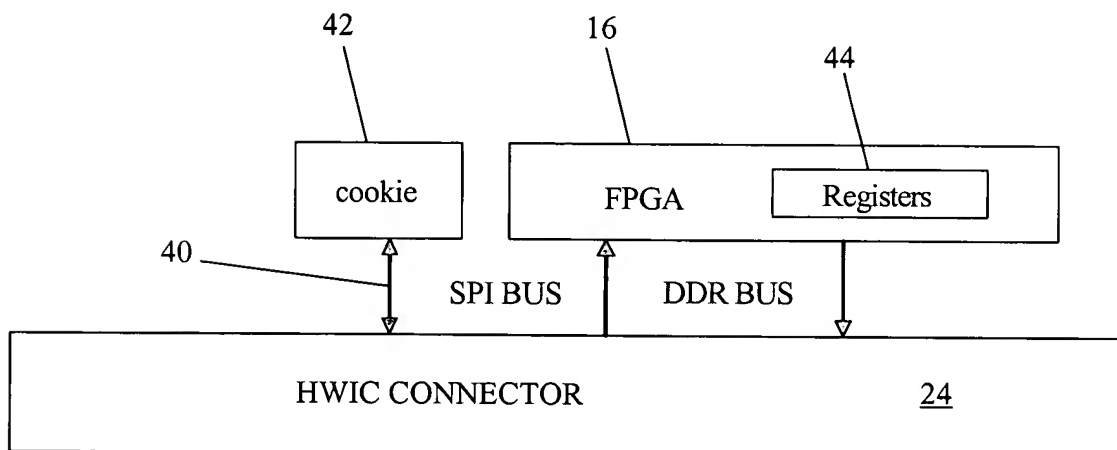 42
16
44
cookie
FPGA
Registers
40
SPI BUS
DDR BUS
HWIC CONNECTOR
24